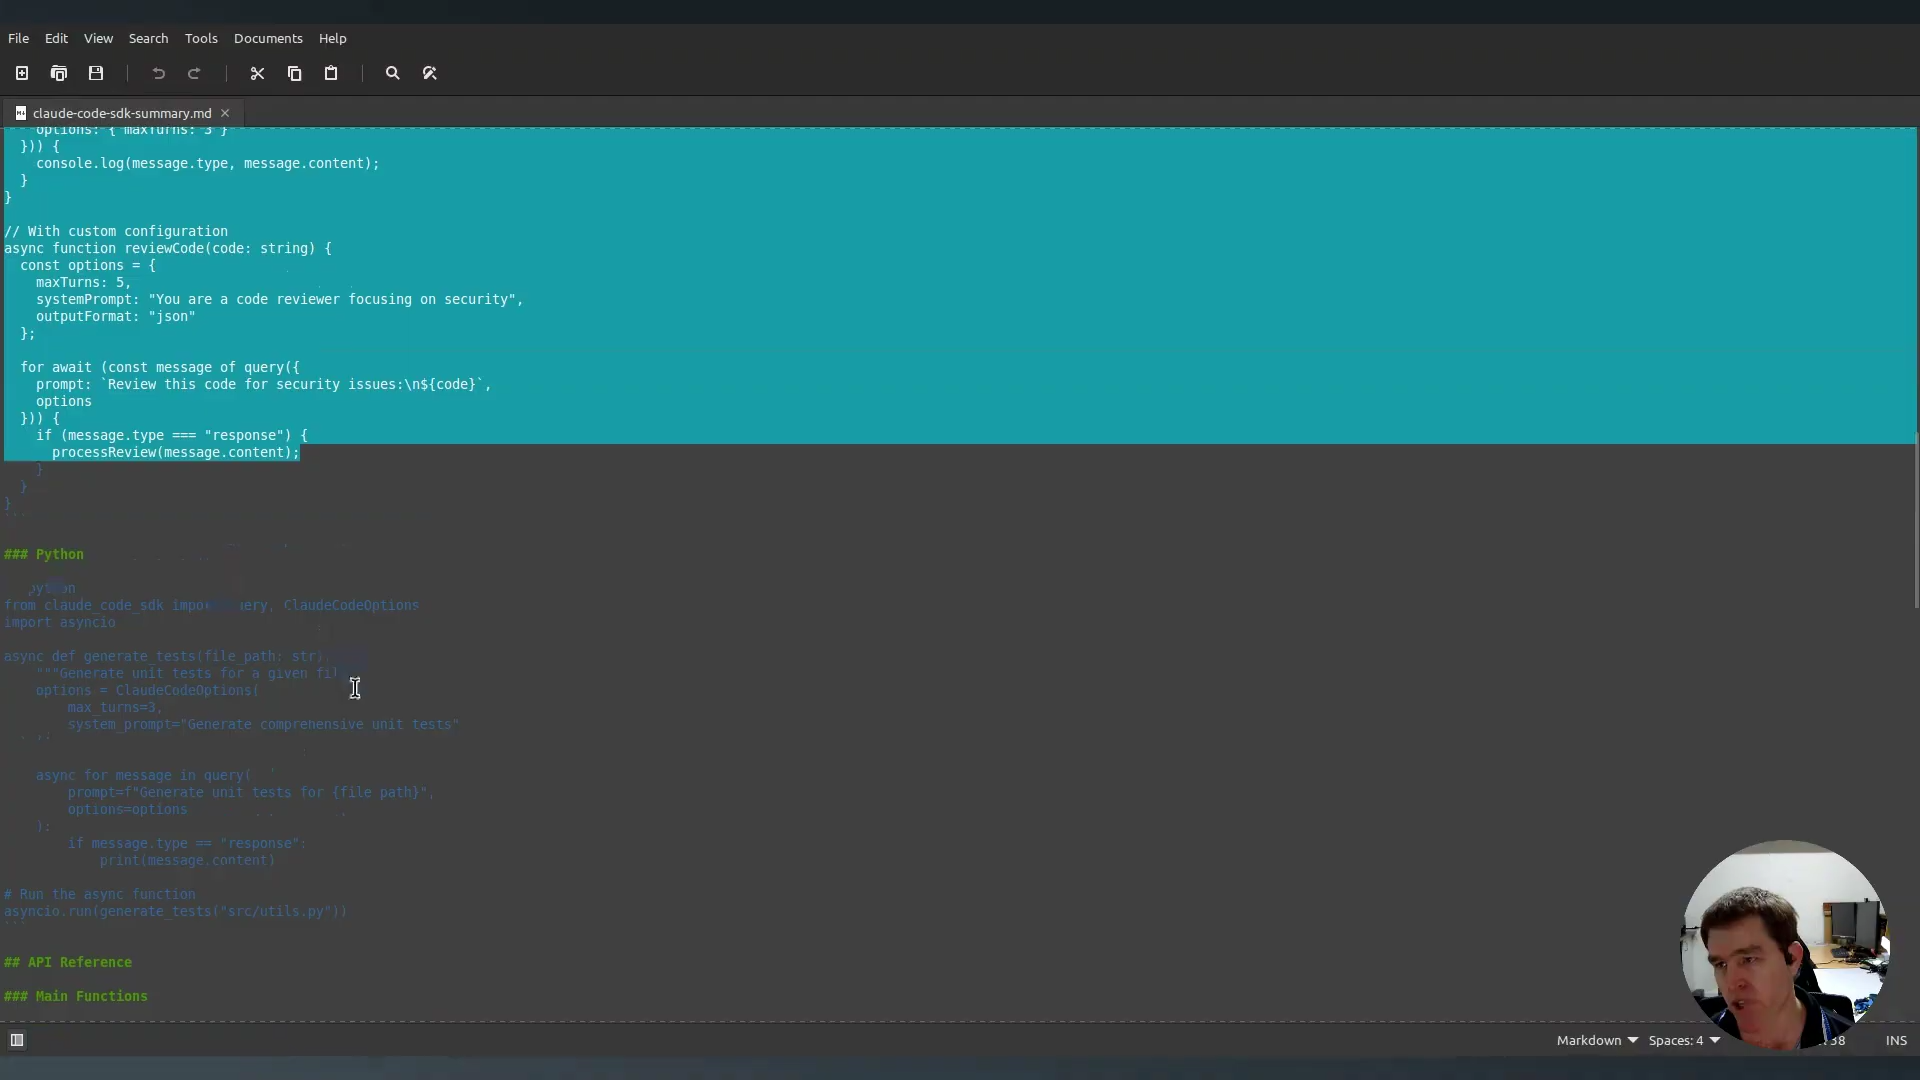 File Edit View Search Tools Documents Help
claude-code-sdk-summary.md
    options: { maxTurns: 3 }
  })) {
    console.log(message.type, message.content);
  }
}

// With custom configuration
async function reviewCode(code: string) {
  const options = {
    maxTurns: 5,
    systemPrompt: "You are a code reviewer focusing on security",
    outputFormat: "json"
  };

  for await (const message of query({
    prompt: `Review this code for security issues:\n${code}`,
    options
  })) {
    if (message.type === "response") {
      processReview(message.content);
    }
  }
}
```

### Python

python
from claude_code_sdk import query, ClaudeCodeOptions
import asyncio

async def generate_tests(file_path: str)
    """Generate unit tests for a given
    options = ClaudeCodeOptions(
        max_turns=3,
        system_prompt="Generate comprehensive unit tests"

    async for message in query(
        prompt=f"Generate unit tests for {file_path}",
        options=options
    ):
        if message.type == "response":
            print(message.content)

# Run the async function
asyncio.run(generate_tests("src/utils.py"))
```

## API Reference

### Main Functions
Markdown Spaces: 4 INS